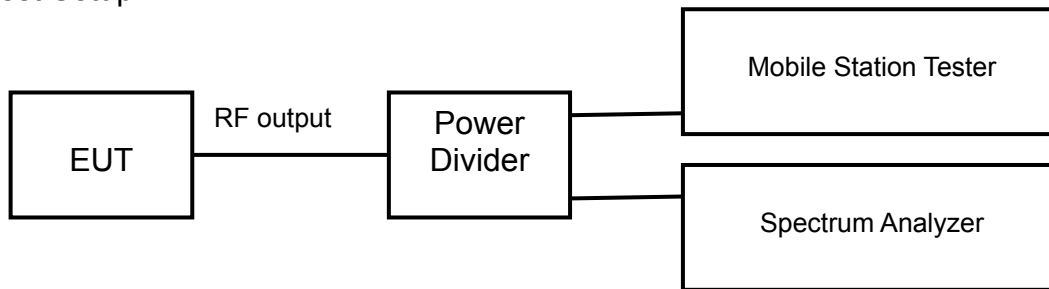 RF output
EUT
Power
Divider
Mobile Station Tester
Spectrum Analyzer